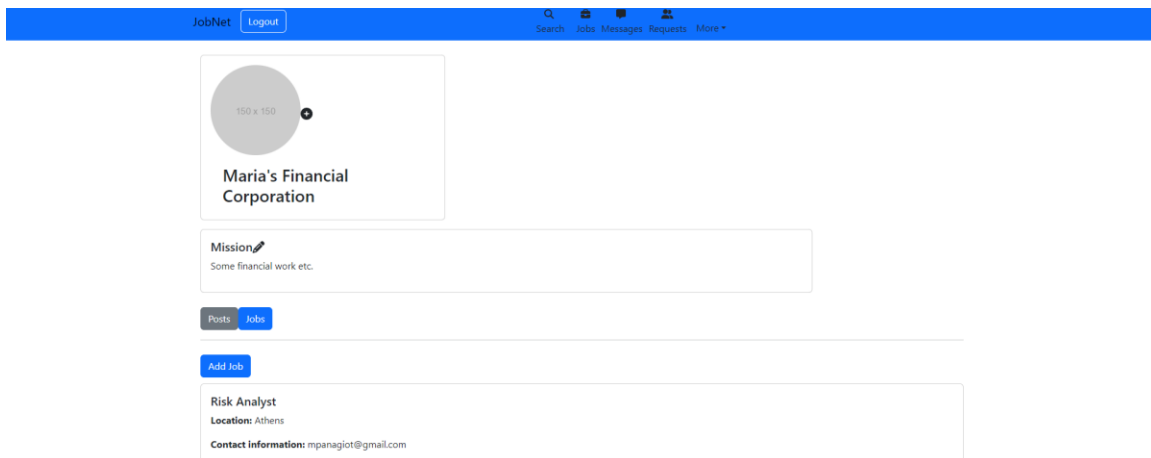 JobNet Logout Search Jobs Messages Requests More
150 x 150
Maria's Financial
Corporation
Mission
Some financial work etc.
Posts Jobs
Add Job
Risk Analyst
Location: Athens
Contact information: mpanagiot@gmail.com